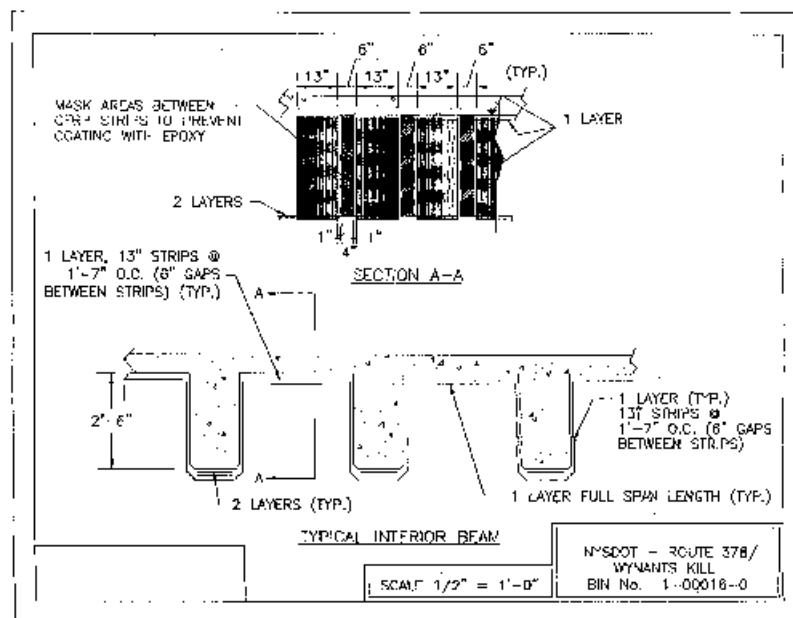 6" 6" 6"
13" 13" 13"
(TYP.)
MASK AREAS BETWEEN
CFRP STRIPS TO PREVENT
COATING WITH EPOXY
1 LAYER
2 LAYERS
1" 1"
4"
SECTION A-A
1 LAYER, 13" STRIPS @
1'-7" O.C. (6" GAPS
BETWEEN STRIPS) (TYP.)
A
2'-6"
1 LAYER (TYP.)
13" STRIPS @
1'-7" O.C. (6" GAPS
BETWEEN STRIPS)
A
2 LAYERS (TYP.)
1 LAYER FULL SPAN LENGTH (TYP.)
TYPICAL INTERIOR BEAM
SCALE 1/2" = 1'-0"
NYSDOT - ROUTE 378/
WYNANTS KILL
BIN No. 1-00016-0